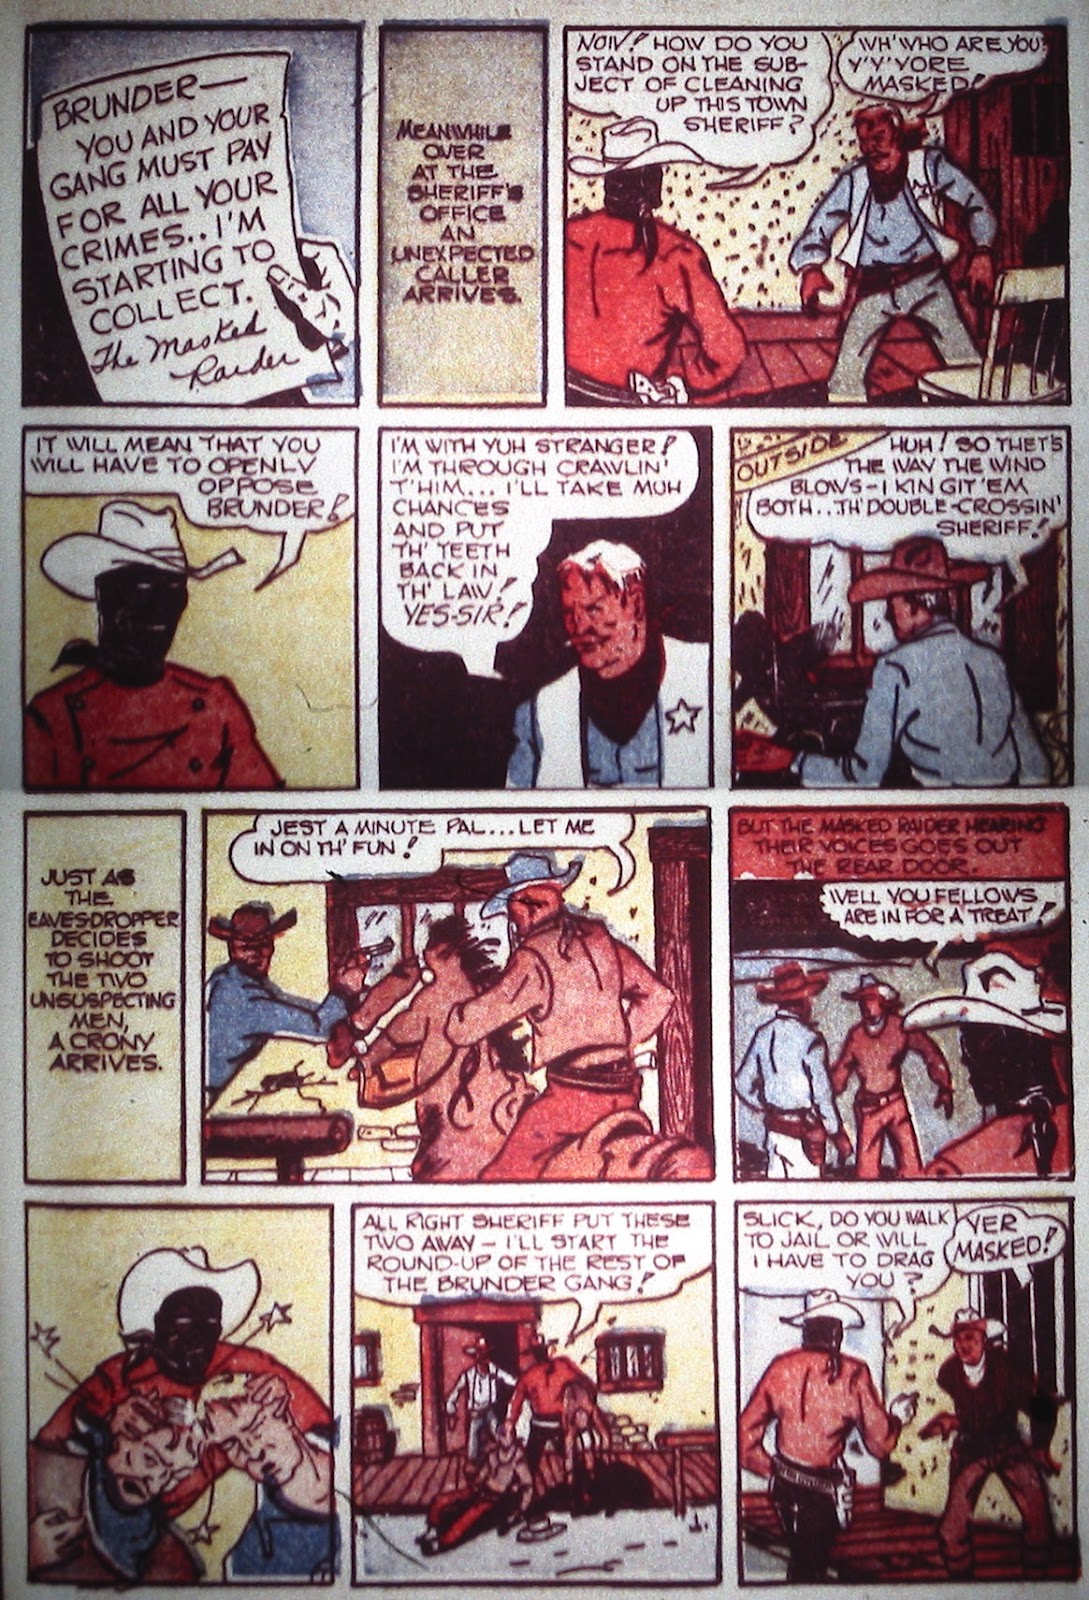 BRUNDER—
YOU AND YOUR
GANG MUST PAY
FOR ALL YOUR
CRIMES.. I'M
STARTING TO
COLLECT.
The Masked
Raider
MEANWHILE
OVER
AT THE
SHERIFF'S
OFFICE
AN
UNEXPECTED
CALLER
ARRIVES.
NOW! HOW DO YOU
STAND ON THE SUB-
JECT OF CLEANING
UP THIS TOWN
SHERIFF?
WH'WHO ARE YOU?
Y'Y'YORE
MASKED!
IT WILL MEAN THAT YOU
WILL HAVE TO OPENLY
OPPOSE
BRUNDER!
I'M WITH YUH STRANGER!
I'M THROUGH CRAWLIN'
T'HIM... I'LL TAKE MUH
CHANCES
AND PUT
TH' TEETH
BACK IN
TH' LAW!
YES-SIR!
OUTSIDE
HUH! SO THET'S
THE WAY THE WIND
BLOWS—I KIN GIT 'EM
BOTH...TH' DOUBLE-CROSSIN'
SHERIFF!
JUST AS
THE
EAVES-DROPPER
DECIDES
TO SHOOT
THE TWO
UNSUSPECTING
MEN,
A CRONY
ARRIVES.
JEST A MINUTE PAL...LET ME
IN ON TH' FUN!
BUT THE MASKED RAIDER HEARING
THEIR VOICES GOES OUT
THE REAR DOOR.
WELL YOU FELLOWS
ARE IN FOR A TREAT!
ALL RIGHT SHERIFF PUT THESE
TWO AWAY — I'LL START THE
ROUND-UP OF THE REST OF
THE BRUNDER GANG!
SLICK, DO YOU WALK
TO JAIL OR WILL
I HAVE TO DRAG
YOU?
YER
MASKED!